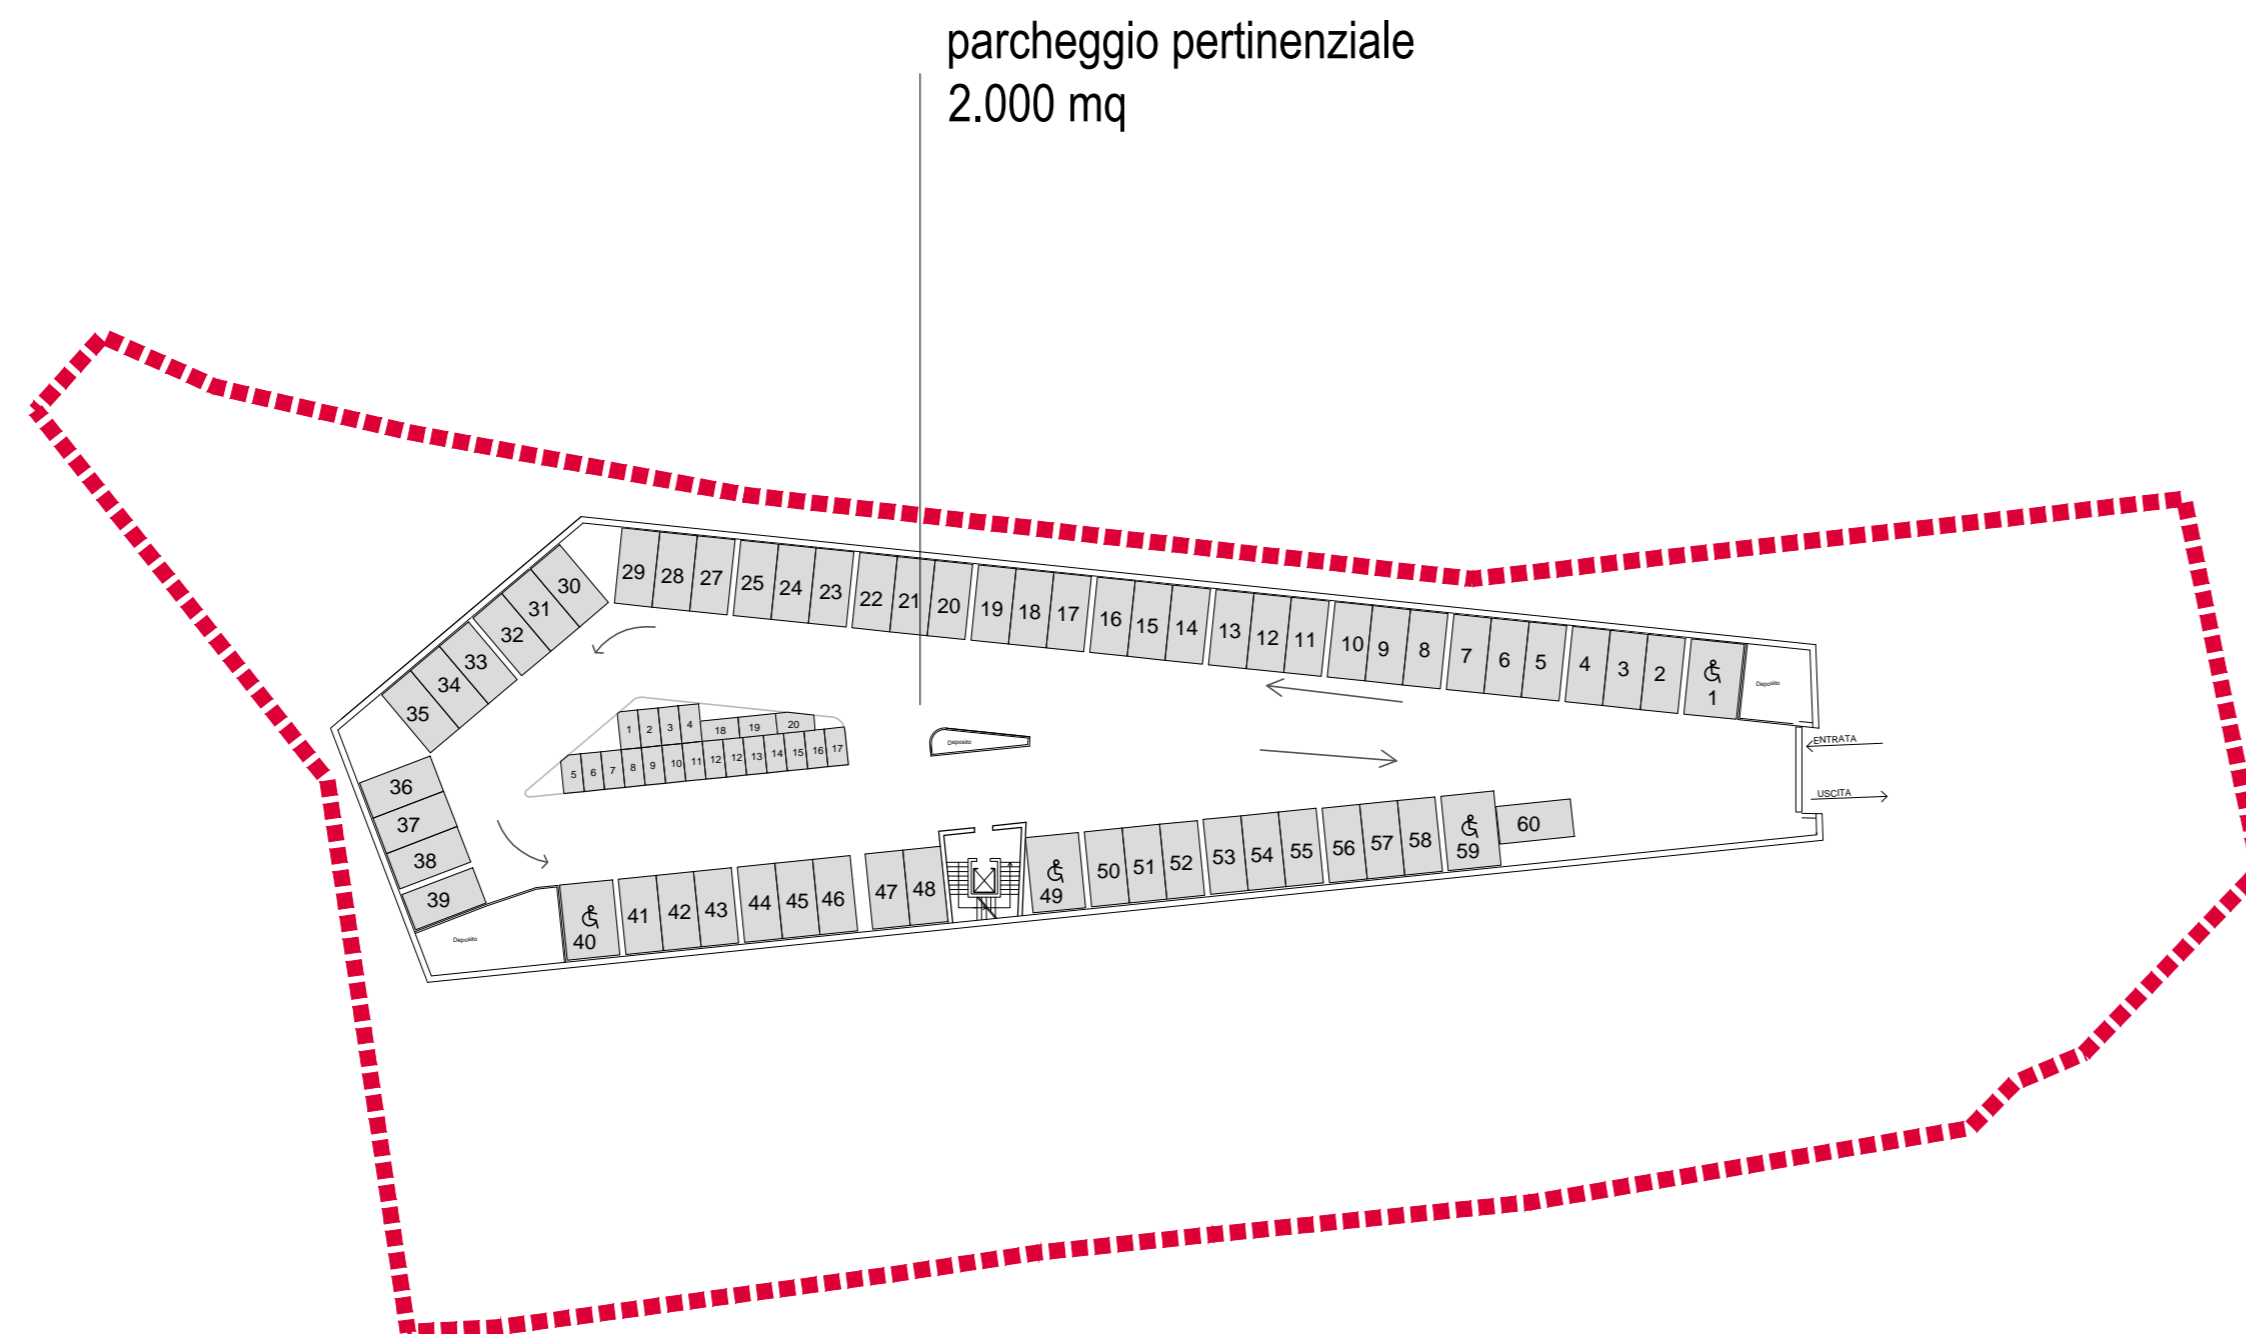 parcheggio pertinenziale
2.000 mq
29 28 27 25 24 23 22 21 20 19 18 17 16 15 14 13 12 11 10 9 8 7 6 5 4 3 2 1
Deposito
30
31
32
33
34
35
ENTRATA
USCITA
1 2 3 4 18 19 20
5 6 7 8 9 10 11 12 12 13 14 15 16 17
Deposito
36
37
38
39
Deposito
40 41 42 43 44 45 46 47 48 49 50 51 52 53 54 55 56 57 58 59 60